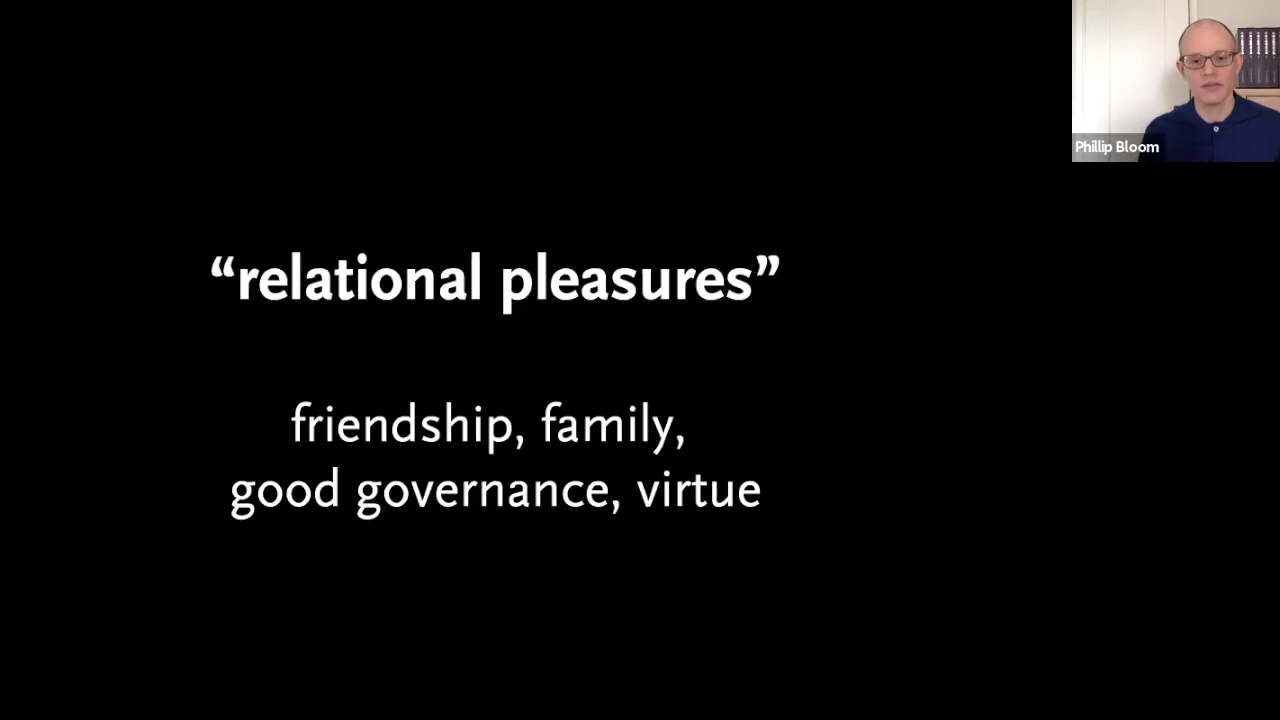 “relational pleasures”
friendship, family,
good governance, virtue
Phillip Bloom